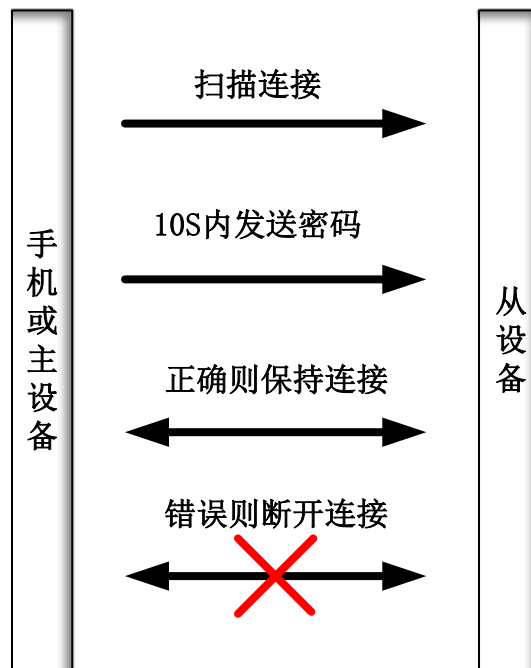 扫描连接
10S内发送密码
手机或主设备
从设备
正确则保持连接
错误则断开连接